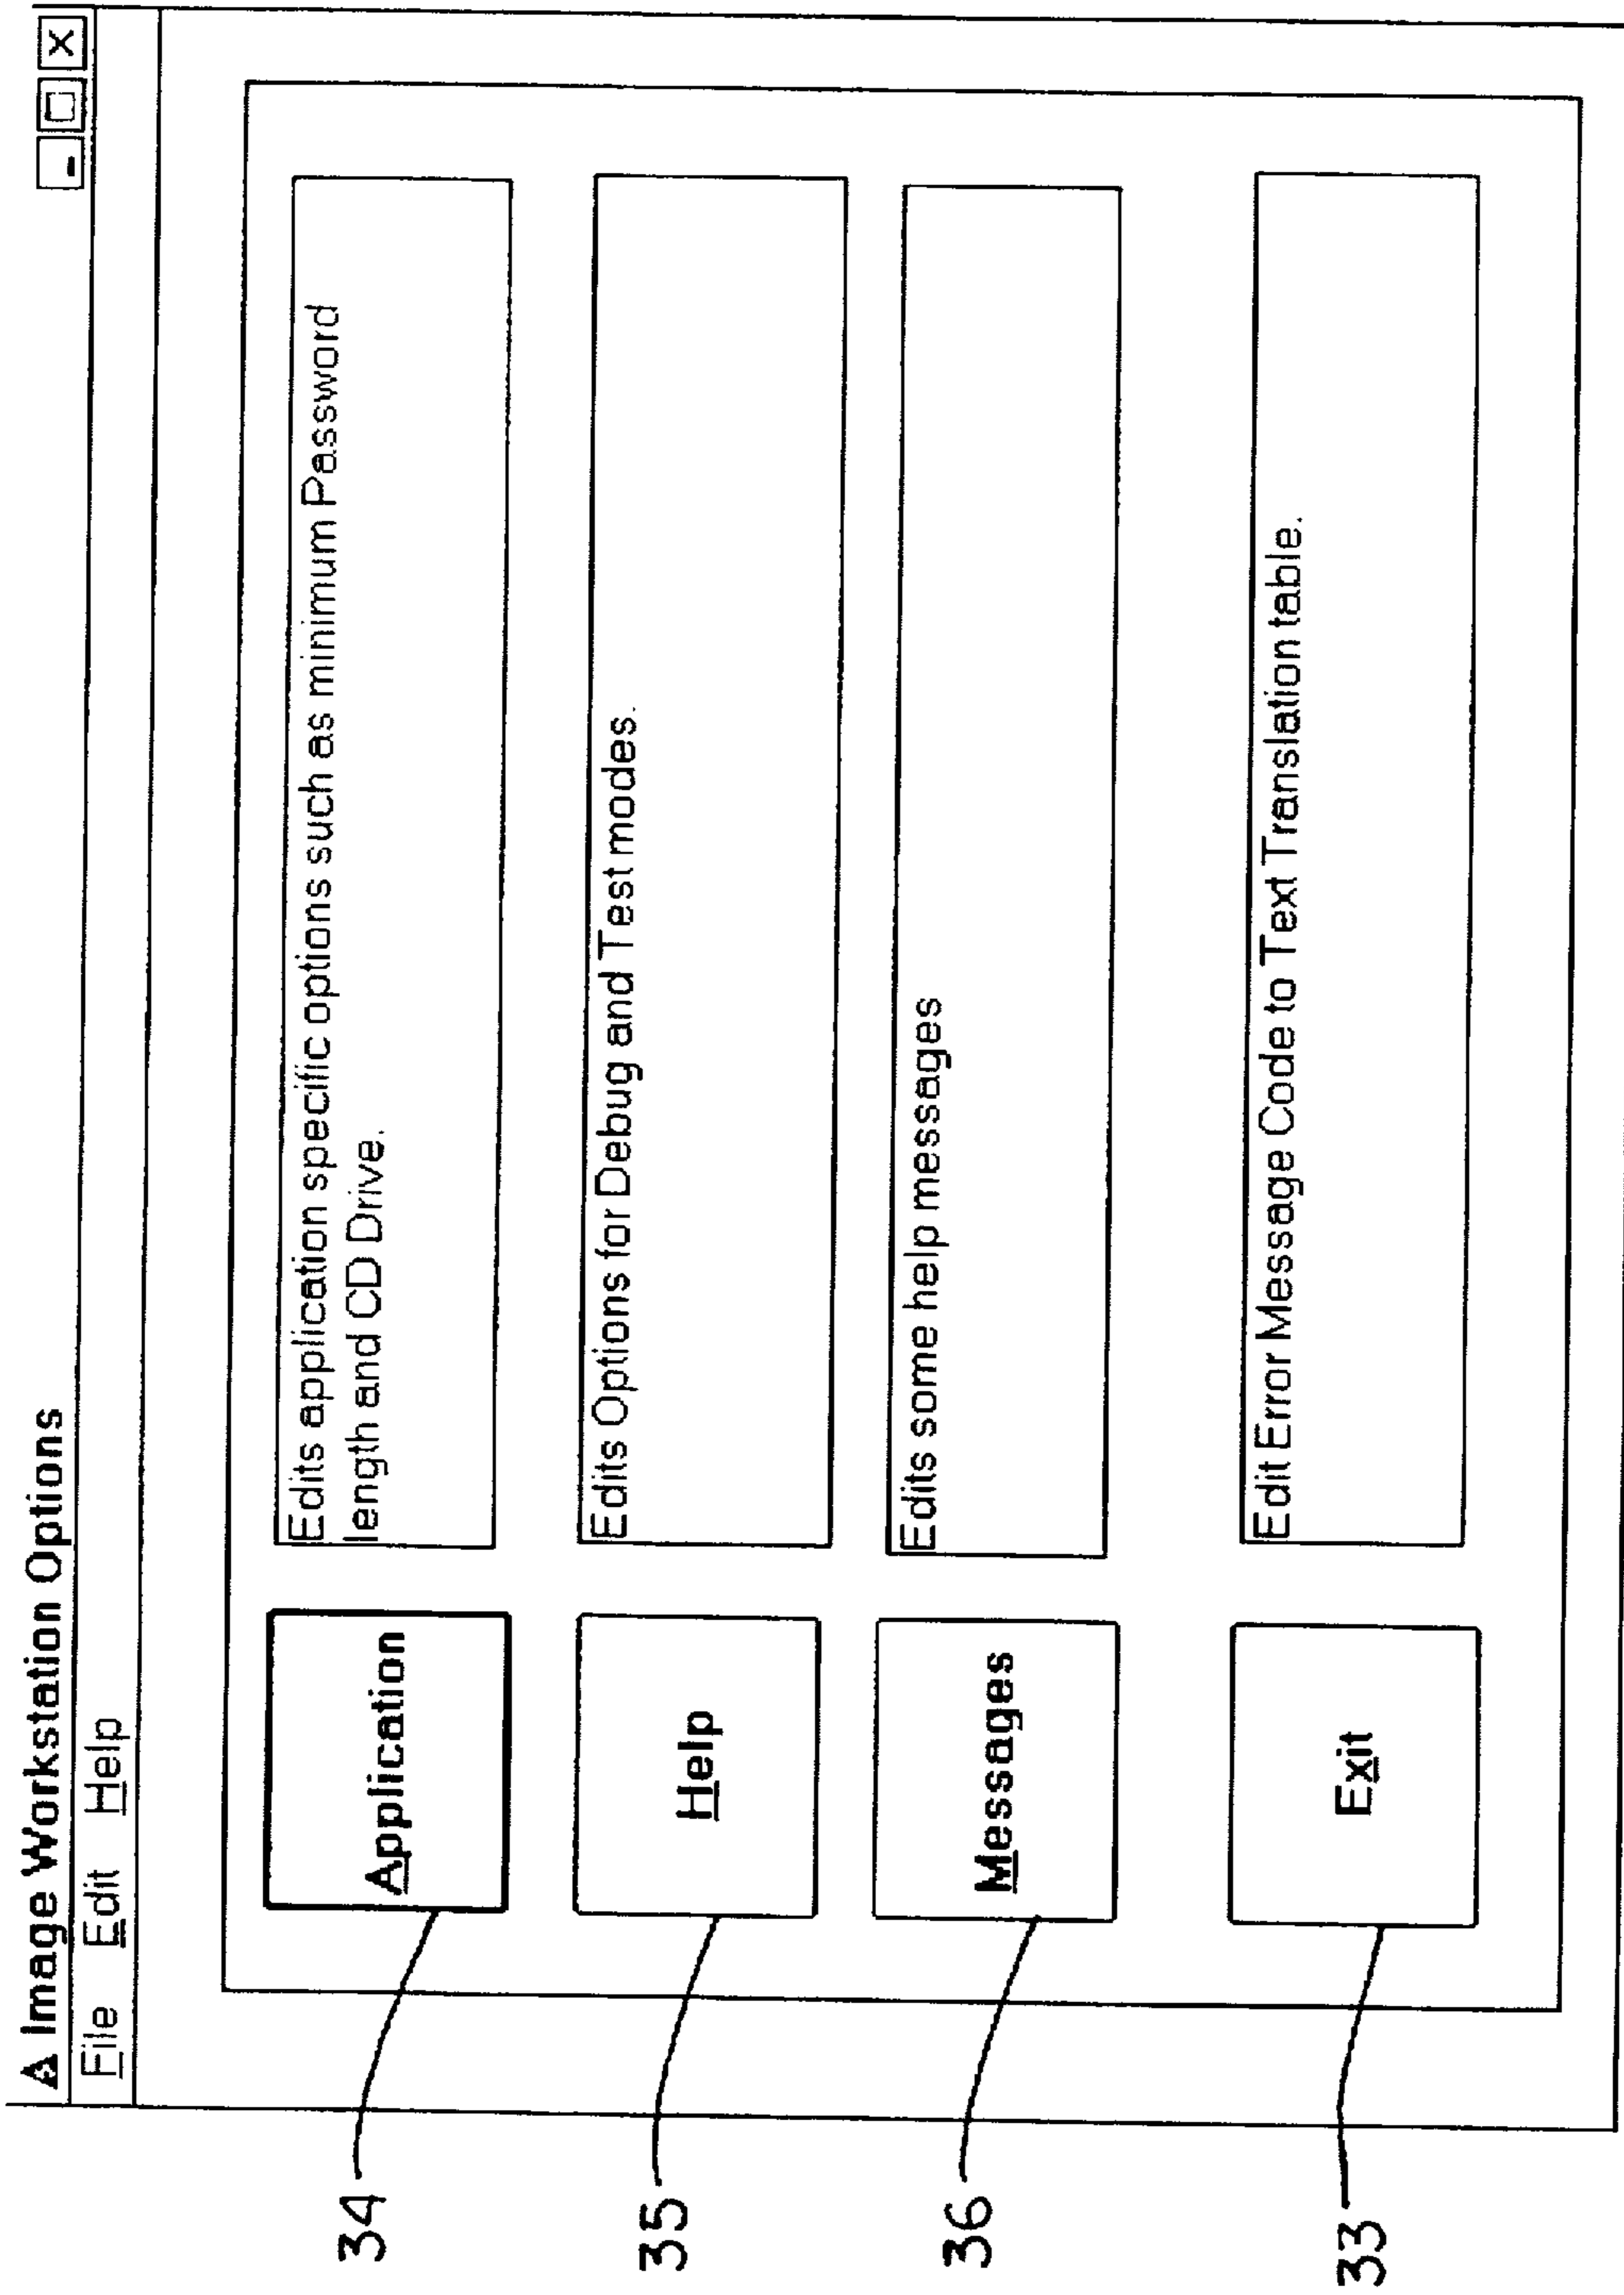 Image Workstation Options
File Edit Help
34
Application
Edits application specific options such as minimum Password
length and CD Drive.
35
Help
Edits Options for Debug and Test modes.
36
Messages
Edits some help messages
33
Exit
Edit Error Message Code to Text Translation table.